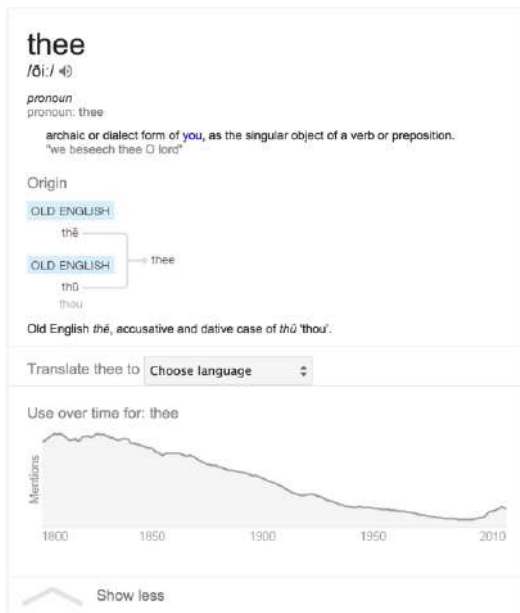 thee
/ðiː/
pronoun
pronoun: thee
archaic or dialect form of you, as the singular object of a verb or preposition.
"we beseech thee O lord"
Origin
OLD ENGLISH
thē
thee
OLD ENGLISH
thū
thou
Old English thē, accusative and dative case of thū 'thou'.
Translate thee to Choose language
Use over time for: thee
Mentions
1800 1850 1900 1950 2010
Show less